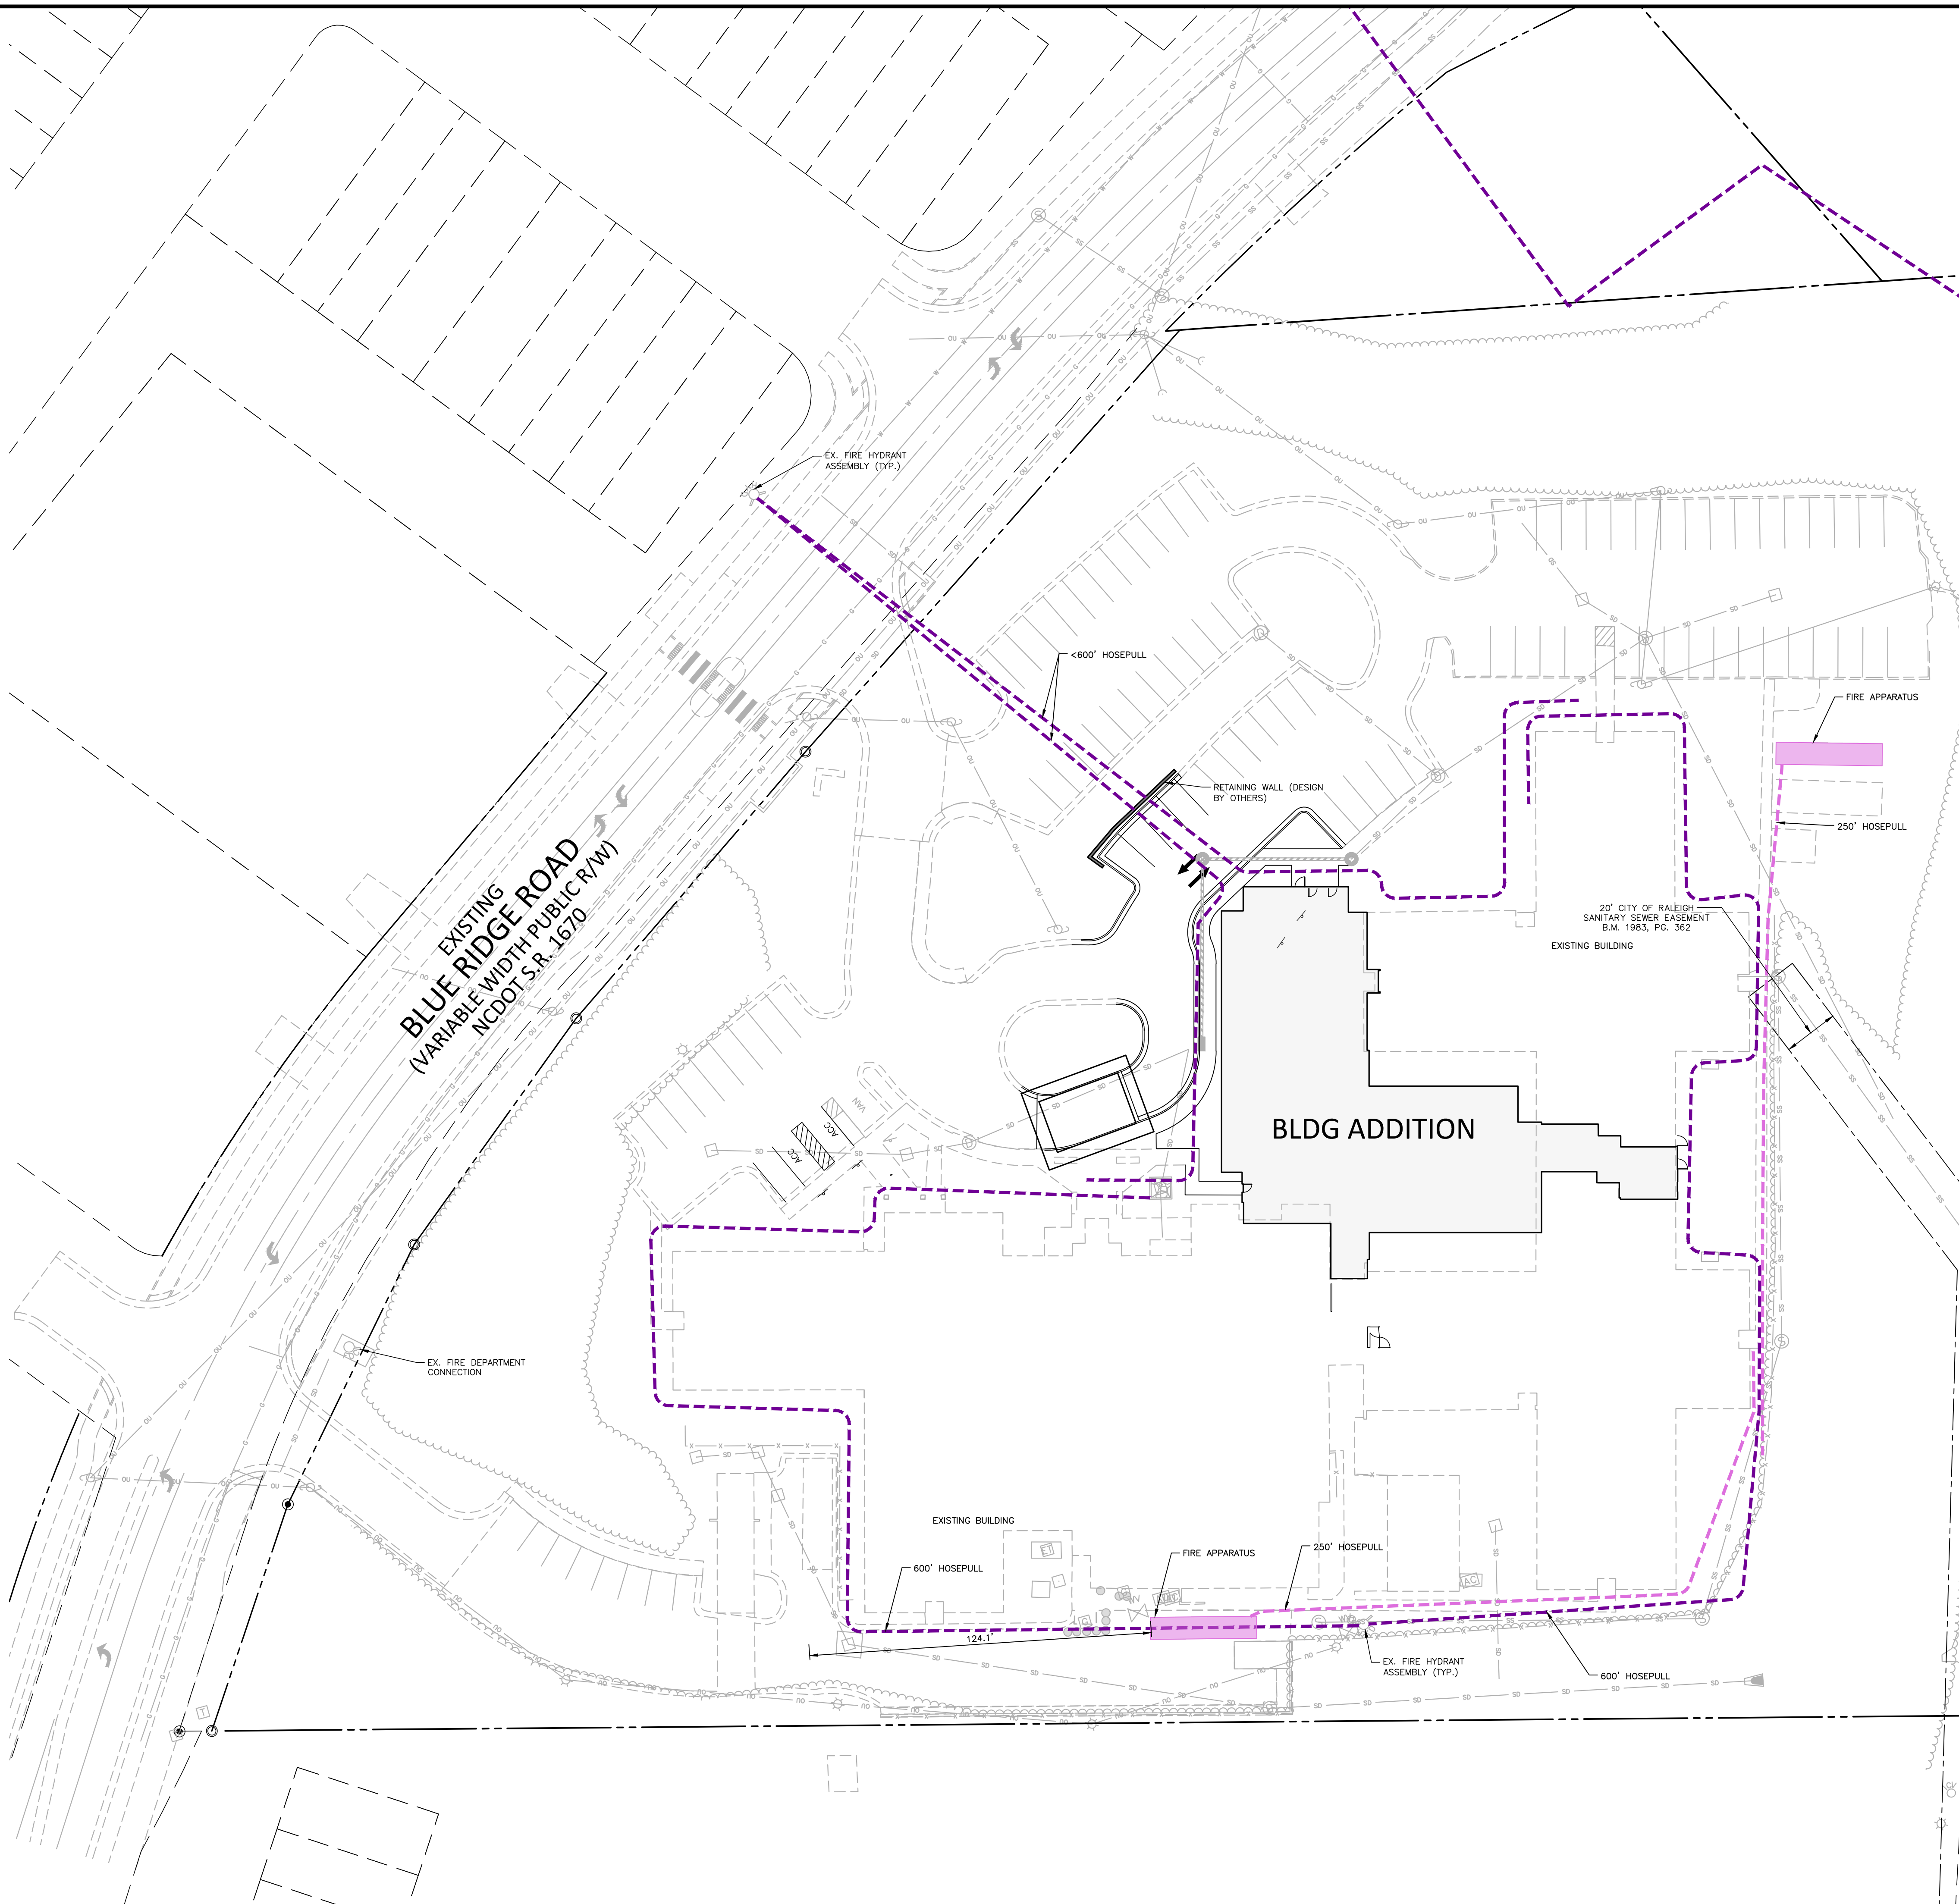 EX. FIRE HYDRANT
ASSEMBLY (TYP.)
<600' HOSEPULL
FIRE APPARATUS
RETAINING WALL (DESIGN
BY OTHERS)
250' HOSEPULL
EXISTING
BLUE RIDGE ROAD
(VARIABLE WIDTH PUBLIC R/W)
NCDOT S.R. 1670
20' CITY OF RALEIGH
SANITARY SEWER EASEMENT
B.M. 1983, PG. 362
EXISTING BUILDING
VAN
ACC
ACC
BLDG ADDITION
EX. FIRE DEPARTMENT
CONNECTION
EXISTING BUILDING
600' HOSEPULL
FIRE APPARATUS
250' HOSEPULL
124.1'
EX. FIRE HYDRANT
ASSEMBLY (TYP.)
600' HOSEPULL